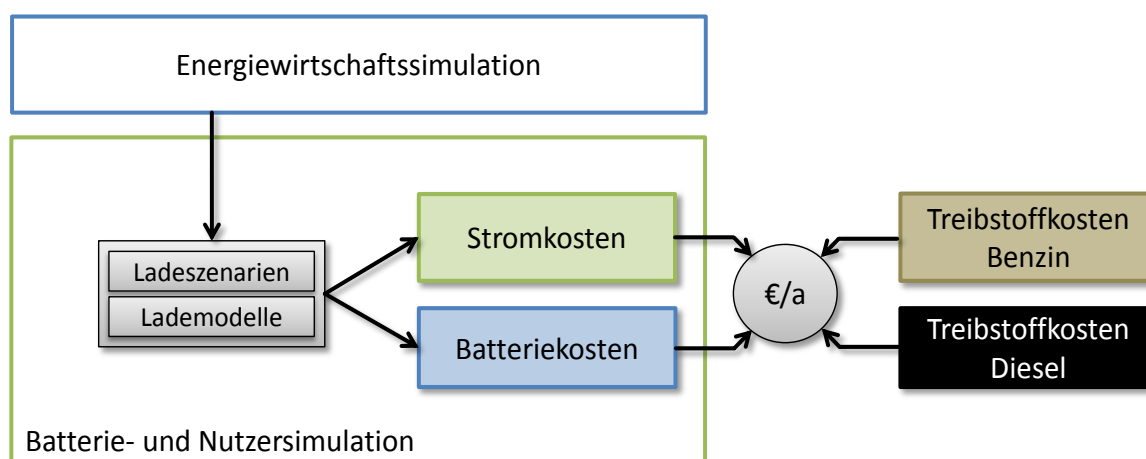 Energiewirtschaftssimulation
Ladeszenarien
Lademodelle
Stromkosten
Batteriekosten
€/a
Treibstoffkosten
Benzin
Treibstoffkosten
Diesel
Batterie- und Nutzersimulation